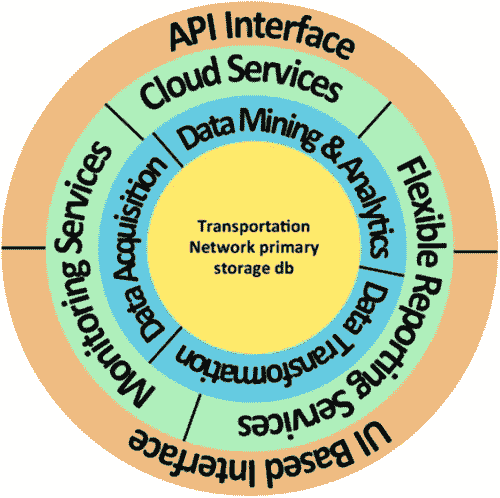 API Interface
Cloud Services
Data Mining & Analytics
Monitoring Services
Data Acquisition
Transportation
Network primary
storage db
Flexible Reporting Services
Data Transformation
UI Based Interface